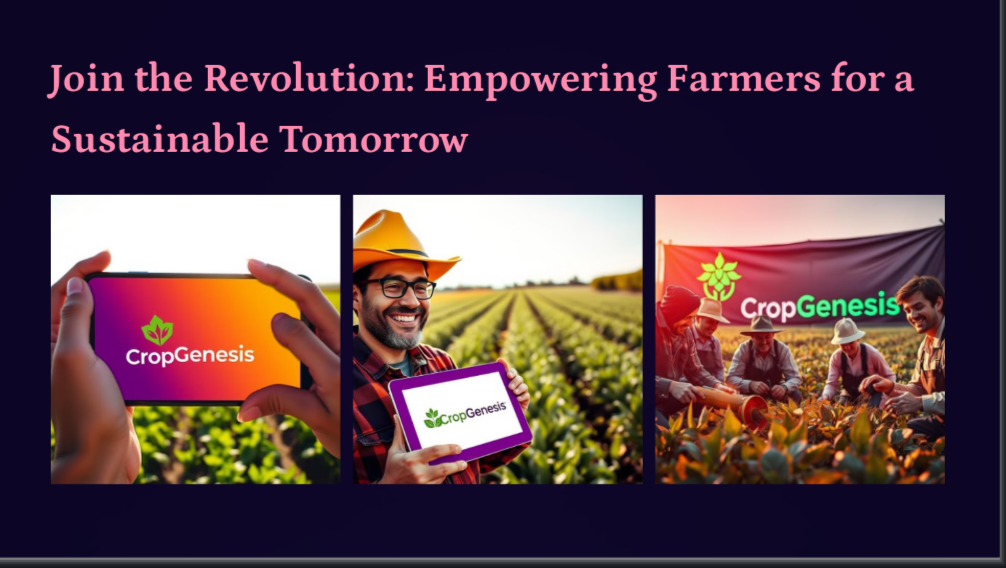 Join the Revolution: Empowering Farmers for a
Sustainable Tomorrow
CropGenesis
CropGenesis
CropGenesis